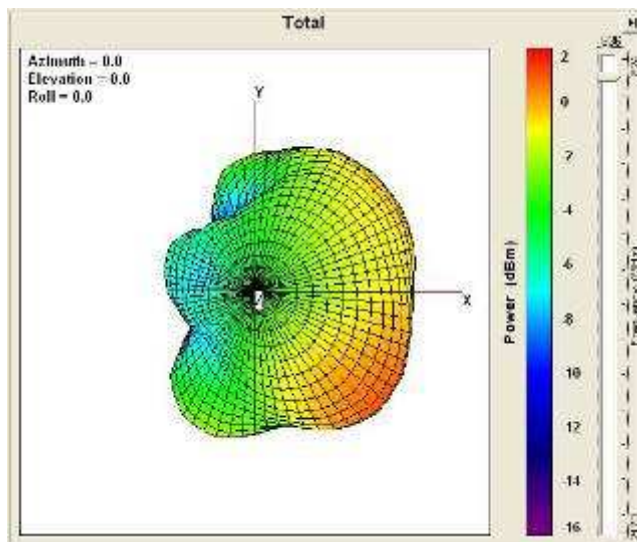 Total
Azimuth = 0.0
Elevation = 0.0
Roll = 0.0
Y
X
Z
Power (dBm)
2
0
-2
-4
-6
-8
10
12
-14
-16